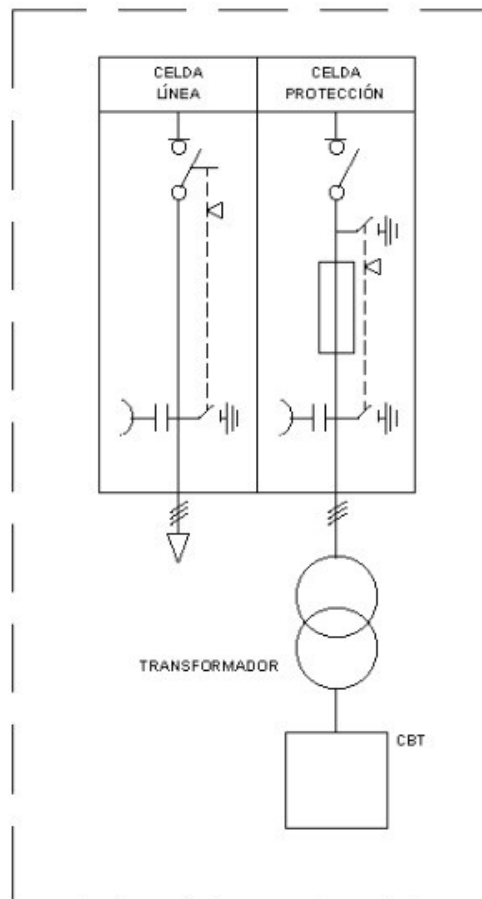 CELDA
LÍNEA
CELDA
PROTECCIÓN
TRANSFORMADOR
CBT